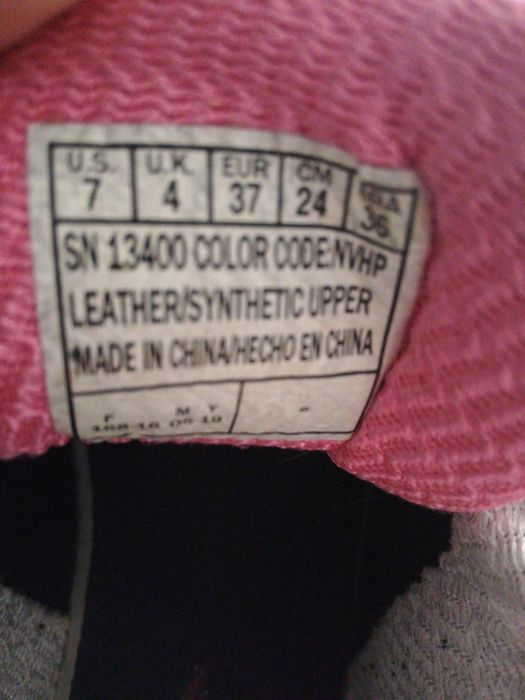 U.S. U.K. EUR CM
7 4 37 24 36
SN 13400 COLOR CODE:NVHP
LEATHER/SYNTHETIC UPPER
MADE IN CHINA/HECHO EN CHINA
F M Y